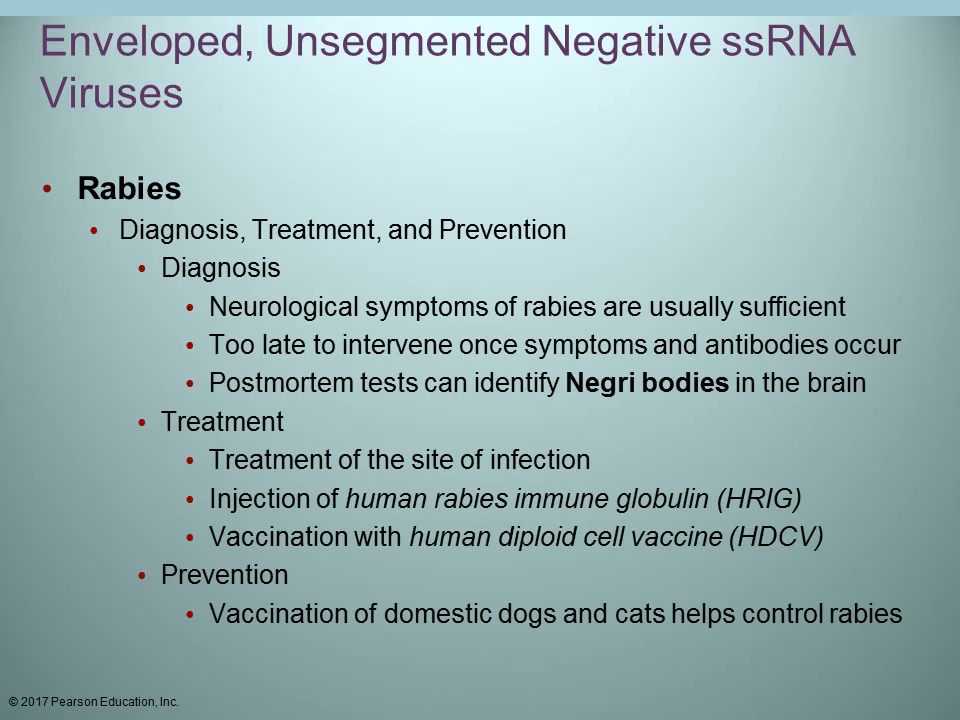 Enveloped, Unsegmented Negative ssRNA
Viruses
• Rabies
• Diagnosis, Treatment, and Prevention
• Diagnosis
• Neurological symptoms of rabies are usually sufficient
• Too late to intervene once symptoms and antibodies occur
• Postmortem tests can identify Negri bodies in the brain
• Treatment
• Treatment of the site of infection
• Injection of human rabies immune globulin (HRIG)
• Vaccination with human diploid cell vaccine (HDCV)
• Prevention
• Vaccination of domestic dogs and cats helps control rabies
© 2017 Pearson Education, Inc.